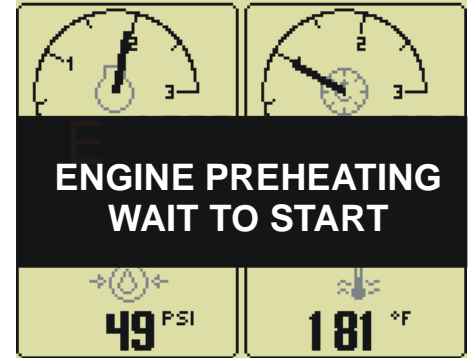 1 2 3
2 3
ENGINE PREHEATING
WAIT TO START
49 PSI
181 °F